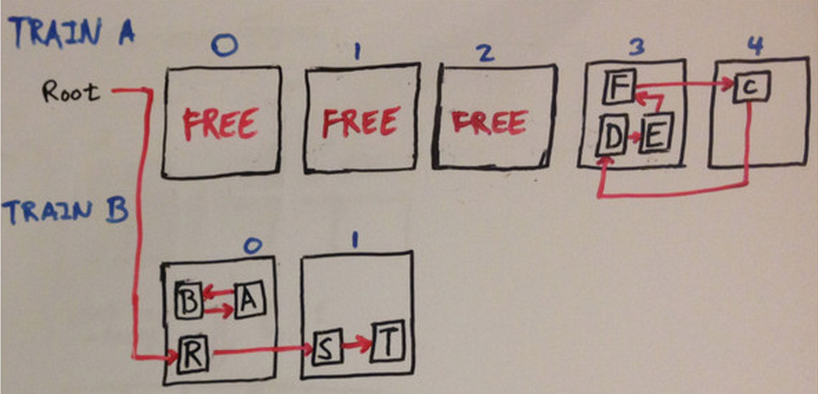 TRAIN A
0 1 2 3 4
Root
FREE FREE FREE F C
D E
TRAIN B
0 1
B A
R S T